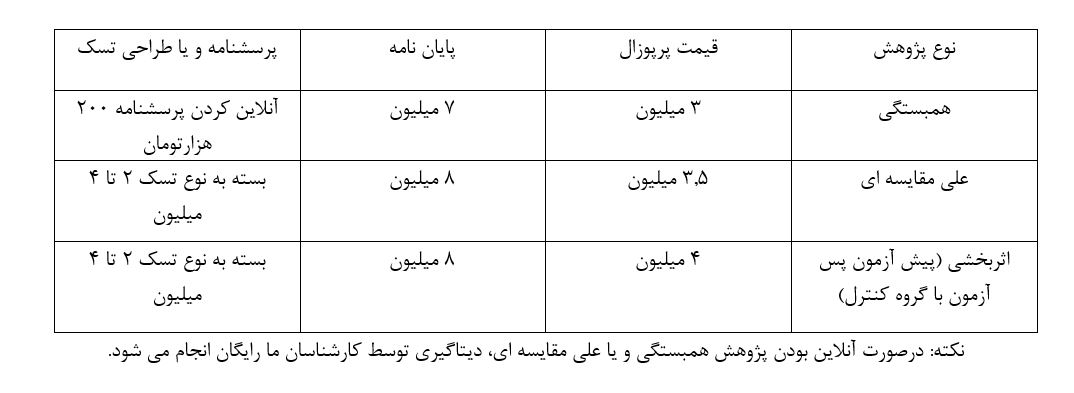 نوع پژوهش
قیمت پرپوزال
پایان نامه
پرسشنامه و یا طراحی تسک
همبستگی
۳ میلیون
۷ میلیون
آنلاین کردن پرسشنامه ۲۰۰
هزارتومان
علی مقایسه ای
۳,۵ میلیون
۸ میلیون
بسته به نوع تسک ۲ تا ۴
میلیون
اثربخشی (پیش آزمون پس
آزمون با گروه کنترل)
۴ میلیون
۸ میلیون
بسته به نوع تسک ۲ تا ۴
میلیون
نکته: درصورت آنلاین بودن پژوهش همبستگی و یا علی مقایسه ای، دیتاگیری توسط کارشناسان ما رایگان انجام می شود.